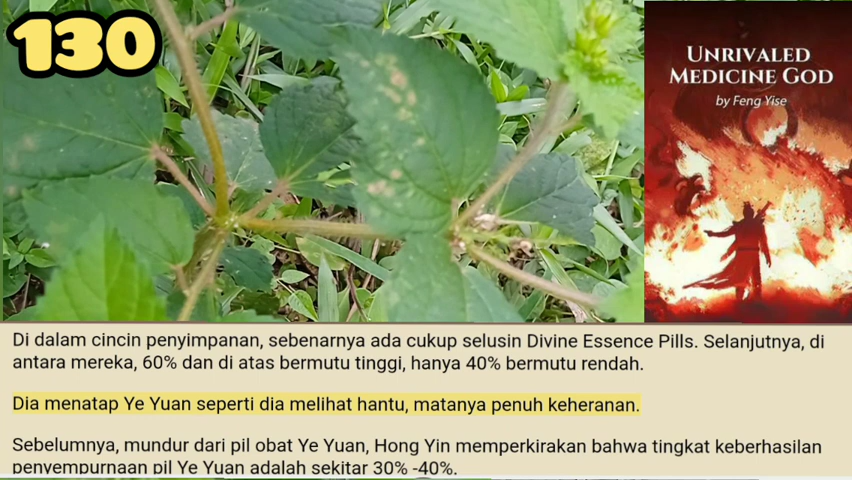 130
UNRIVALED
MEDICINE GOD
by Feng Yise
Di dalam cincin penyimpanan, sebenarnya ada cukup selusin Divine Essence Pills. Selanjutnya, di
antara mereka, 60% dan di atas bermutu tinggi, hanya 40% bermutu rendah.
Dia menatap Ye Yuan seperti dia melihat hantu, matanya penuh keheranan.
Sebelumnya, mundur dari pil obat Ye Yuan, Hong Yin memperkirakan bahwa tingkat keberhasilan
penyempurnaan pil Ye Yuan adalah sekitar 30% -40%.